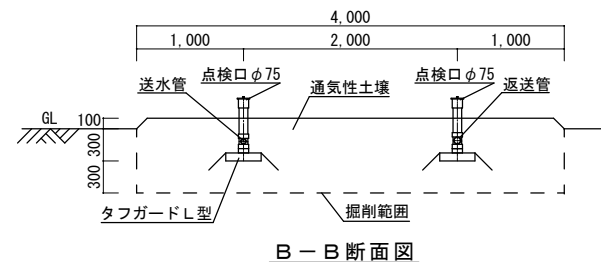 4,000
1,000 2,000 1,000
点検口φ75 点検口φ75
送水管 通気性土壌 返送管
GL 100
300
300
タフガードL型 掘削範囲
B－B断面図